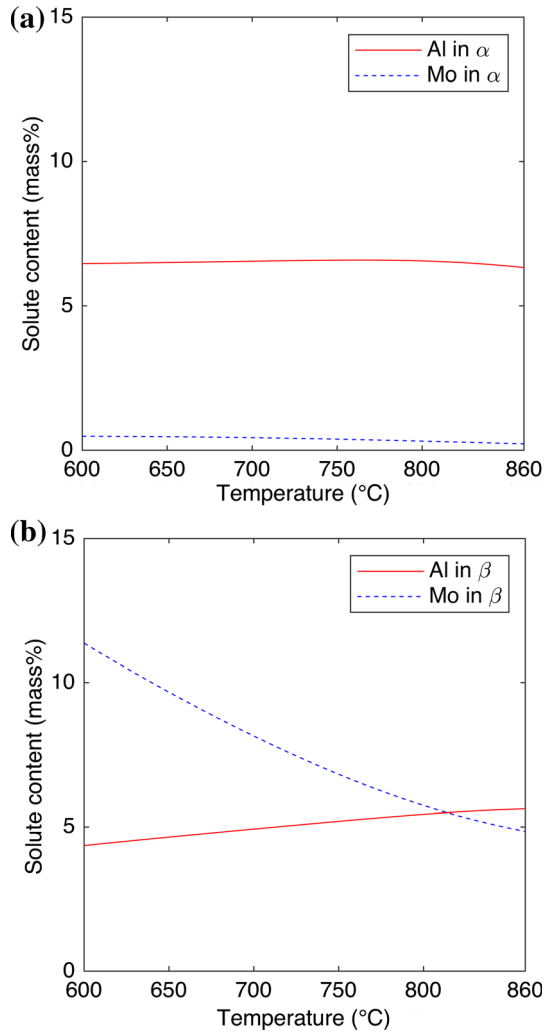 (a)
15
10
5
0
Solute content (mass%)
Al in α
Mo in α
600 650 700 750 800 860
Temperature (°C)
(b)
15
10
5
0
Solute content (mass%)
Al in β
Mo in β
600 650 700 750 800 860
Temperature (°C)